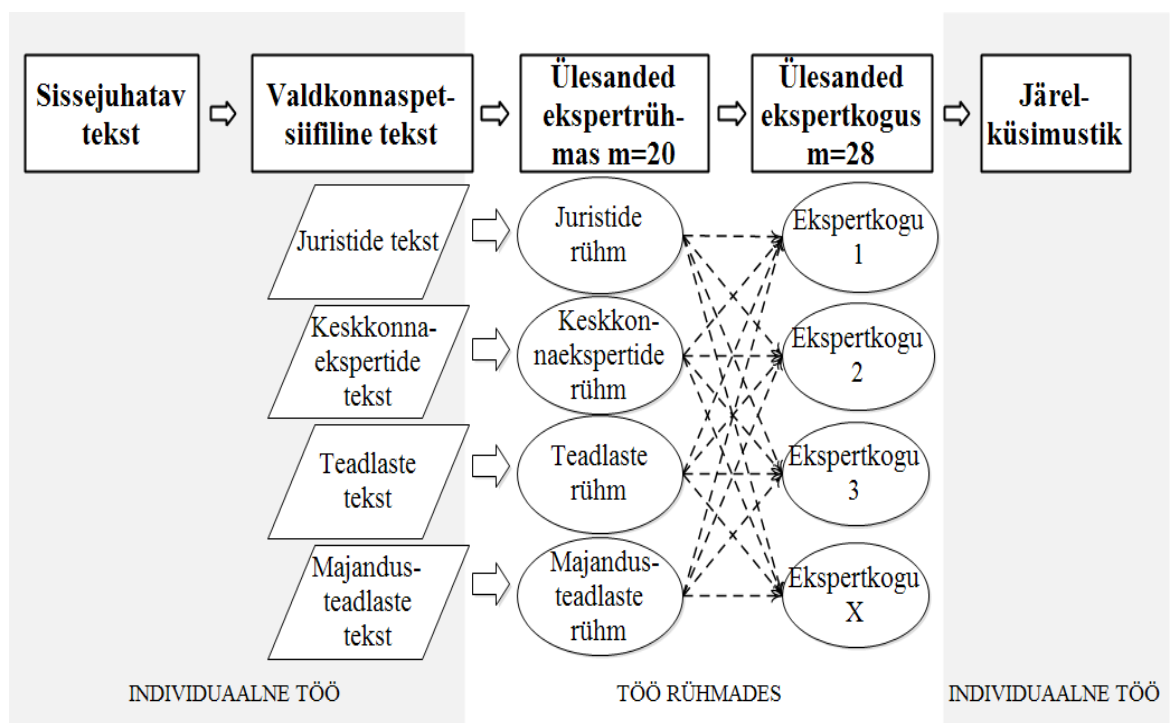 Sissejuhatav
tekst
Valdkonnaspet-
siifiline tekst
Ülesanded
ekspertrüh-
mas m=20
Ülesanded
ekspertkogus
m=28
Järel-
küsimustik
Juristide tekst
Juristide
rühm
Ekspertkogu
1
Keskkonna-
ekspertide
tekst
Keskkon-
naekspertide
rühm
Ekspertkogu
2
Teadlaste
tekst
Teadlaste
rühm
Ekspertkogu
3
Majandus-
teadlaste
tekst
Majandus-
teadlaste
rühm
Ekspertkogu
X
INDIVIDUAALNE TÖÖ
TÖÖ RÜHMADES
INDIVIDUAALNE TÖÖ